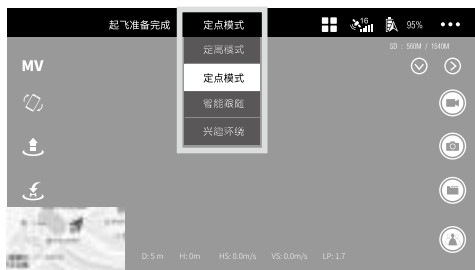 起飞准备完成 定点模式 16 95%
SD : 560M / 1540M
定高模式
MV
定点模式
智能跟随
兴趣环绕
D: 5 m H: 0m HS: 0.0m/s VS: 0.0m/s LP: 1.7